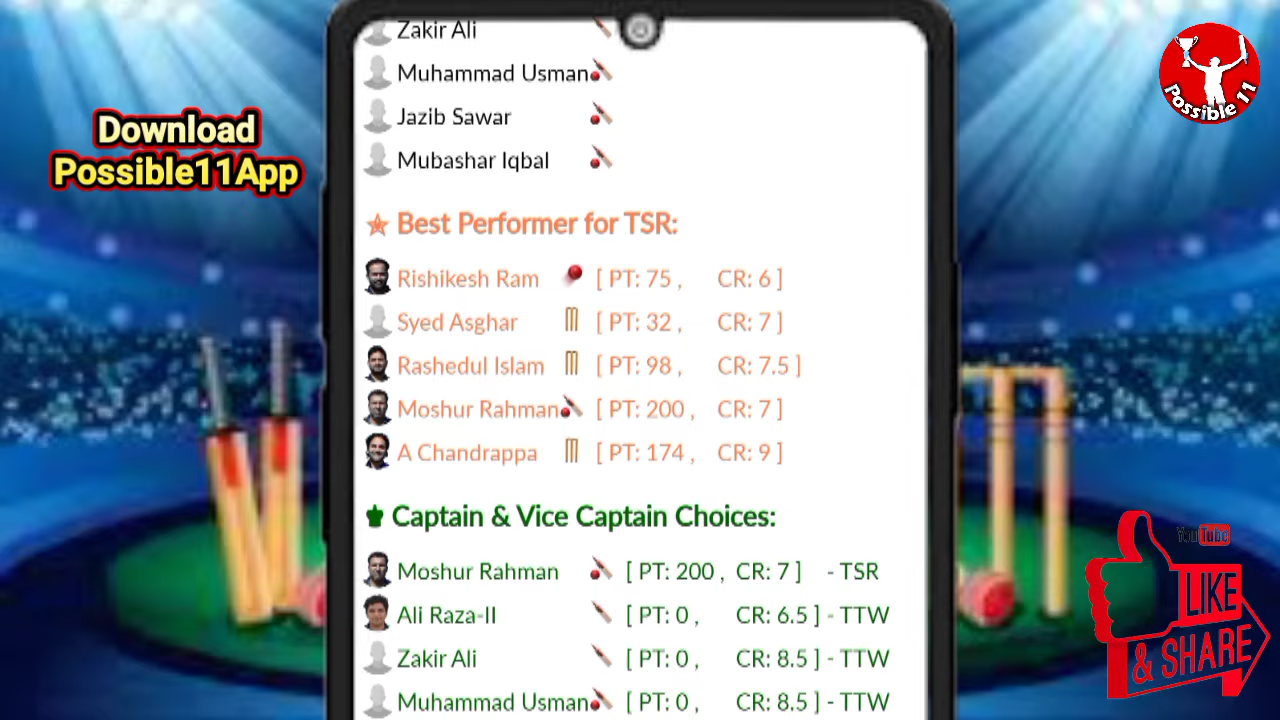 Zakir Ali
Muhammad Usman
Jazib Sawar
Mubashar Iqbal
Download
Possible11App
Possible 11
Best Performer for TSR:
Rishikesh Ram [ PT: 75 , CR: 6 ]
Syed Asghar [ PT: 32 , CR: 7 ]
Rashedul Islam [ PT: 98 , CR: 7.5 ]
Moshur Rahman [ PT: 200 , CR: 7 ]
A Chandrappa [ PT: 174 , CR: 9 ]
Captain & Vice Captain Choices:
Moshur Rahman [ PT: 200 , CR: 7 ] - TSR
Ali Raza-II [ PT: 0 , CR: 6.5 ] - TTW
Zakir Ali [ PT: 0 , CR: 8.5 ] - TTW
Muhammad Usman [ PT: 0 , CR: 8.5 ] - TTW
YouTube
LIKE
& SHARE